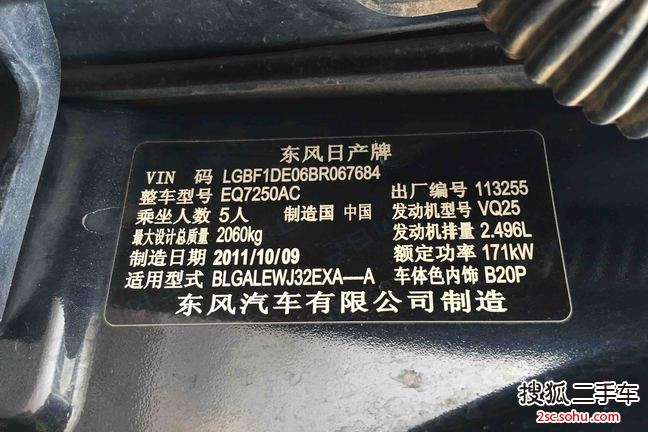 东风日产牌
VIN 码 LGBF1DE06BR067684
整车型号 EQ7250AC 出厂编号 113255
乘坐人数 5人 制造国 中国 发动机型号 VQ25
最大设计总质量 2060kg 发动机排量 2.496L
制造日期 2011/10/09 额定功率 171kW
适用型式 BLGALEWJ32EXA—A 车体色内饰 B20P
东风汽车有限公司制造
搜狐二手车
2sc.sohu.com